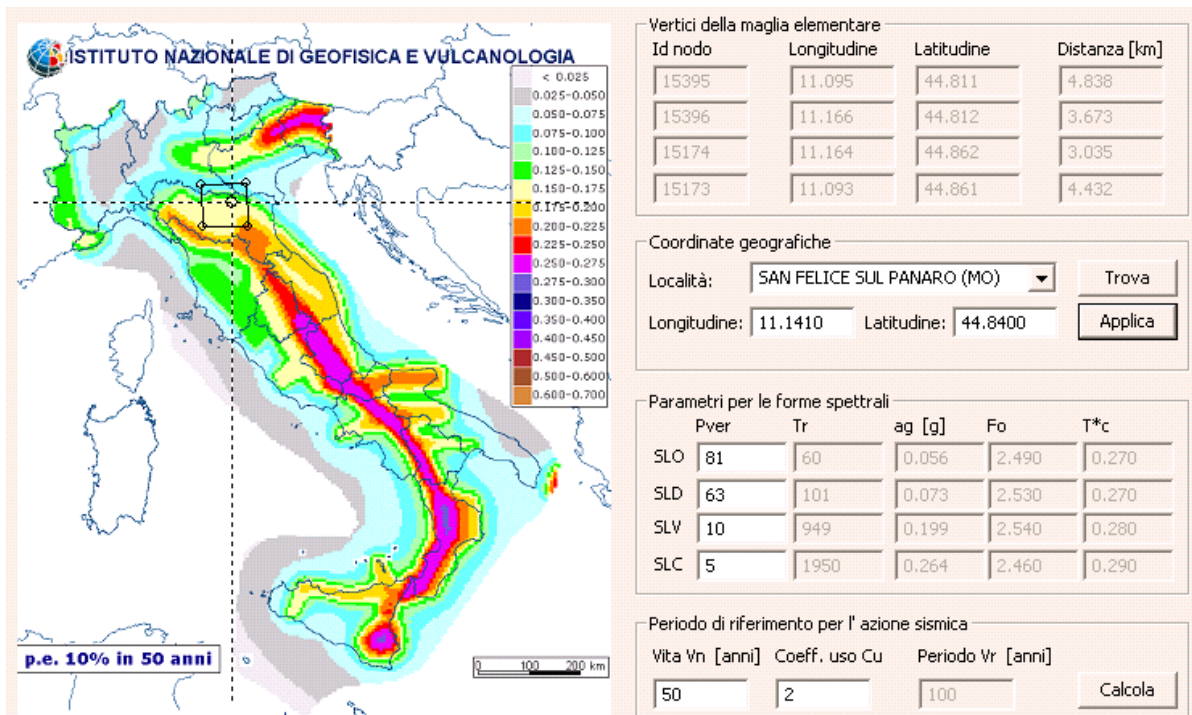 ISTITUTO NAZIONALE DI GEOFISICA E VULCANOLOGIA
< 0.025
0.025-0.050
0.050-0.075
0.075-0.100
0.100-0.125
0.125-0.150
0.150-0.175
0.175-0.200
0.200-0.225
0.225-0.250
0.250-0.275
0.275-0.300
0.300-0.350
0.350-0.400
0.400-0.450
0.450-0.500
0.500-0.600
0.600-0.700
p.e. 10% in 50 anni
0 100 200 km
Vertici della maglia elementare
Id nodo Longitudine Latitudine Distanza [km]
15395 11.095 44.811 4.838
15396 11.166 44.812 3.673
15174 11.164 44.862 3.035
15173 11.093 44.861 4.432
Coordinate geografiche
Località: SAN FELICE SUL PANARO (MO) Trova
Longitudine: 11.1410 Latitudine: 44.8400 Applica
Parametri per le forme spettrali
Pver Tr ag [g] Fo T*c
SLO 81 60 0.056 2.490 0.270
SLD 63 101 0.073 2.530 0.270
SLV 10 949 0.199 2.540 0.280
SLC 5 1950 0.264 2.460 0.290
Periodo di riferimento per l' azione sismica
Vita Vn [anni] Coeff. uso Cu Periodo Vr [anni]
50 2 100 Calcola